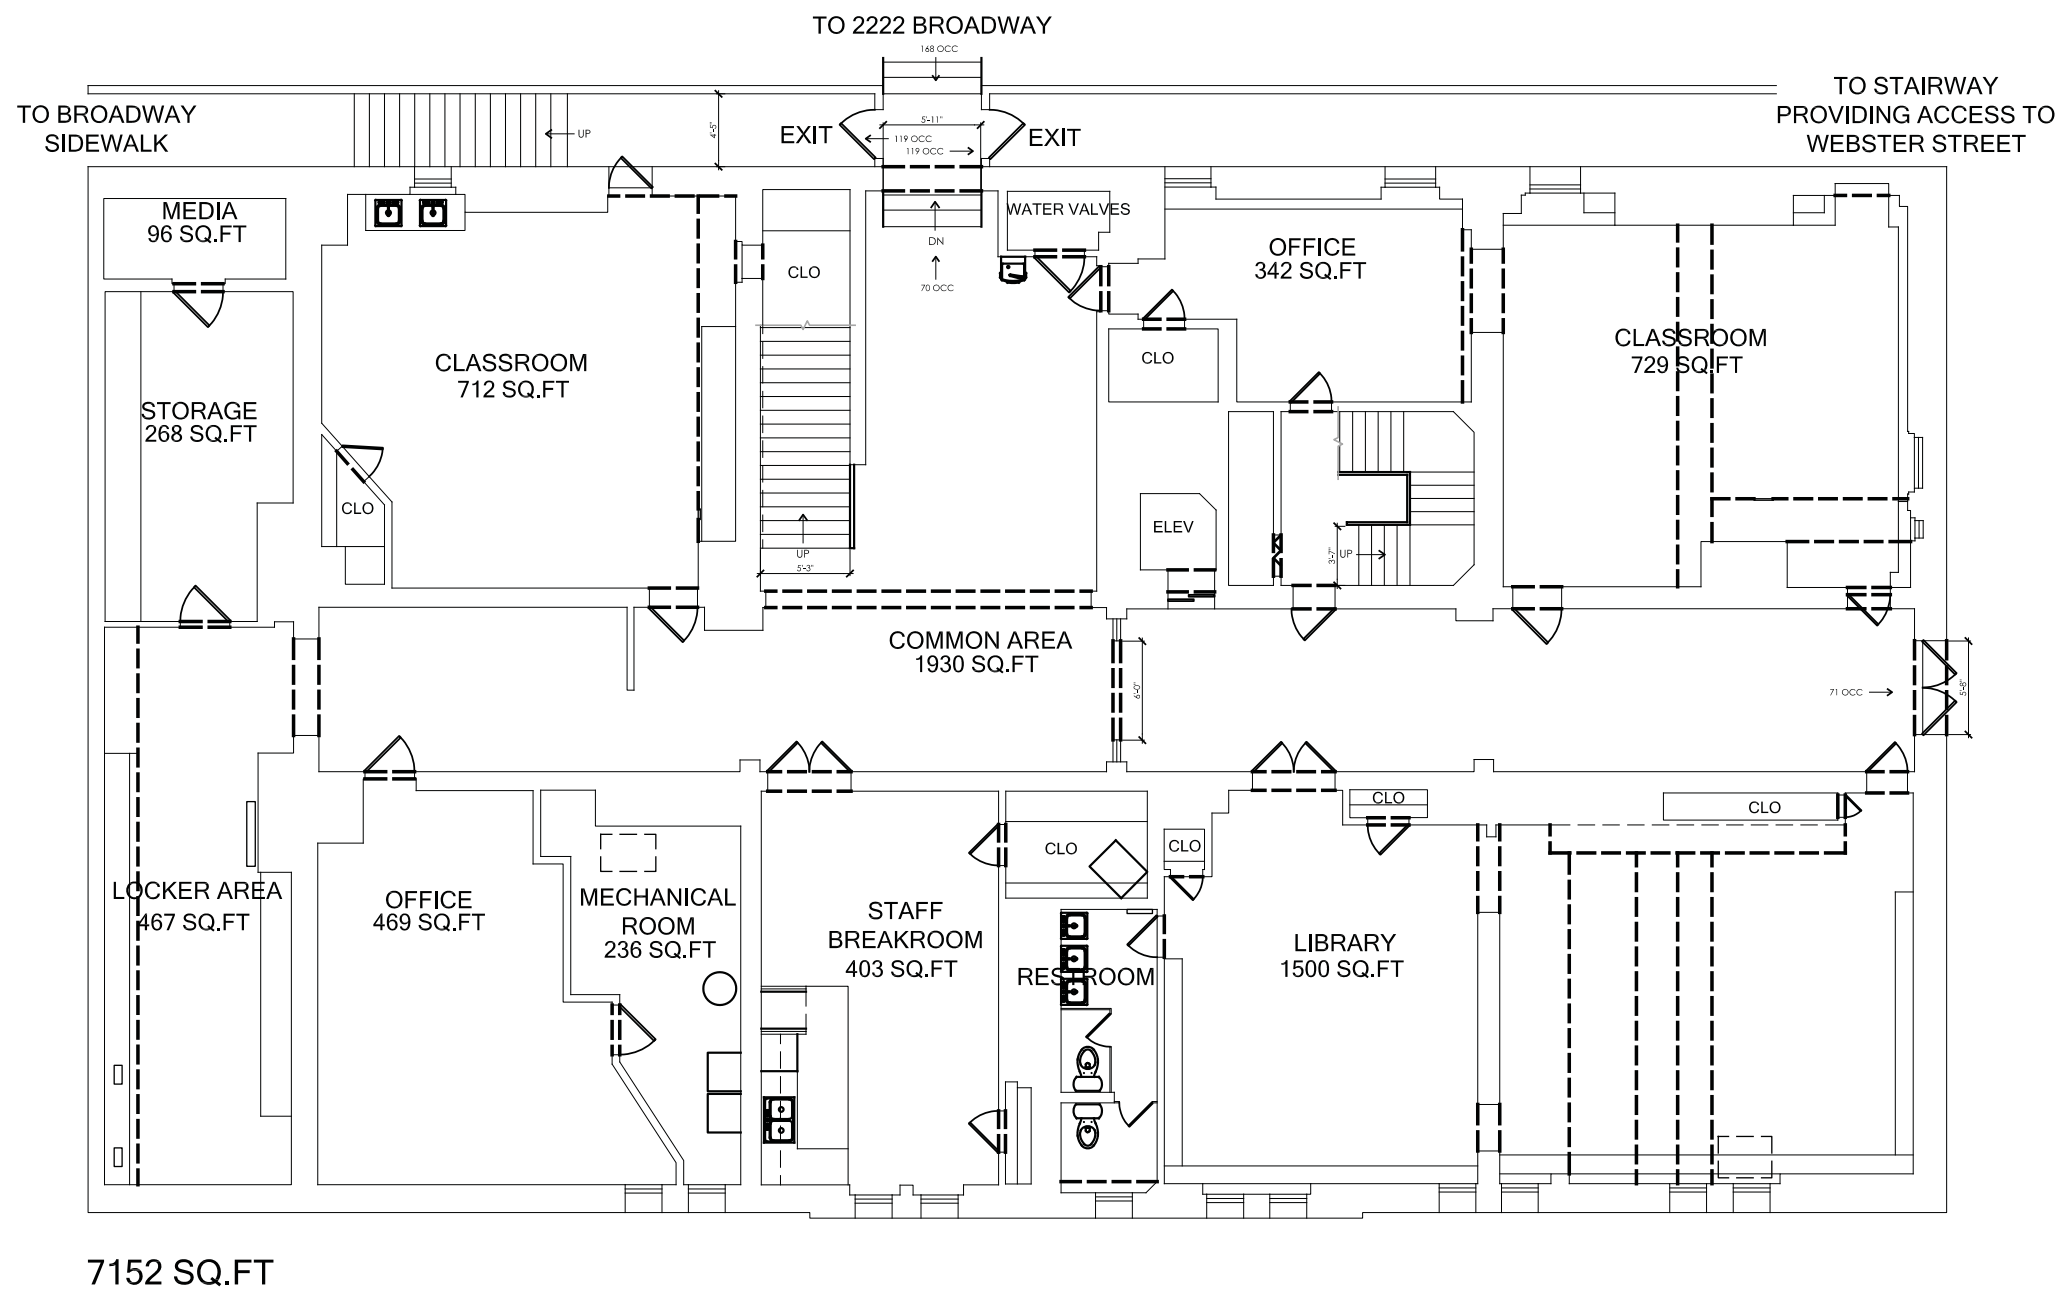 TO 2222 BROADWAY
168 OCC
TO BROADWAY
SIDEWALK
UP
4'-5"
EXIT
5'-11"
119 OCC
119 OCC
EXIT
TO STAIRWAY
PROVIDING ACCESS TO
WEBSTER STREET
MEDIA
96 SQ.FT
CLO
DN
70 OCC
WATER VALVES
OFFICE
342 SQ.FT
CLASSROOM
712 SQ.FT
CLO
CLASSROOM
729 SQ.FT
STORAGE
268 SQ.FT
CLO
ELEV
UP
5'-3"
3'-7"
UP
COMMON AREA
1930 SQ.FT
6'-0"
71 OCC
5'-8"
LOCKER AREA
467 SQ.FT
OFFICE
469 SQ.FT
MECHANICAL
ROOM
236 SQ.FT
STAFF
BREAKROOM
403 SQ.FT
CLO
RESTROOM
CLO
CLO
CLO
LIBRARY
1500 SQ.FT
7152 SQ.FT